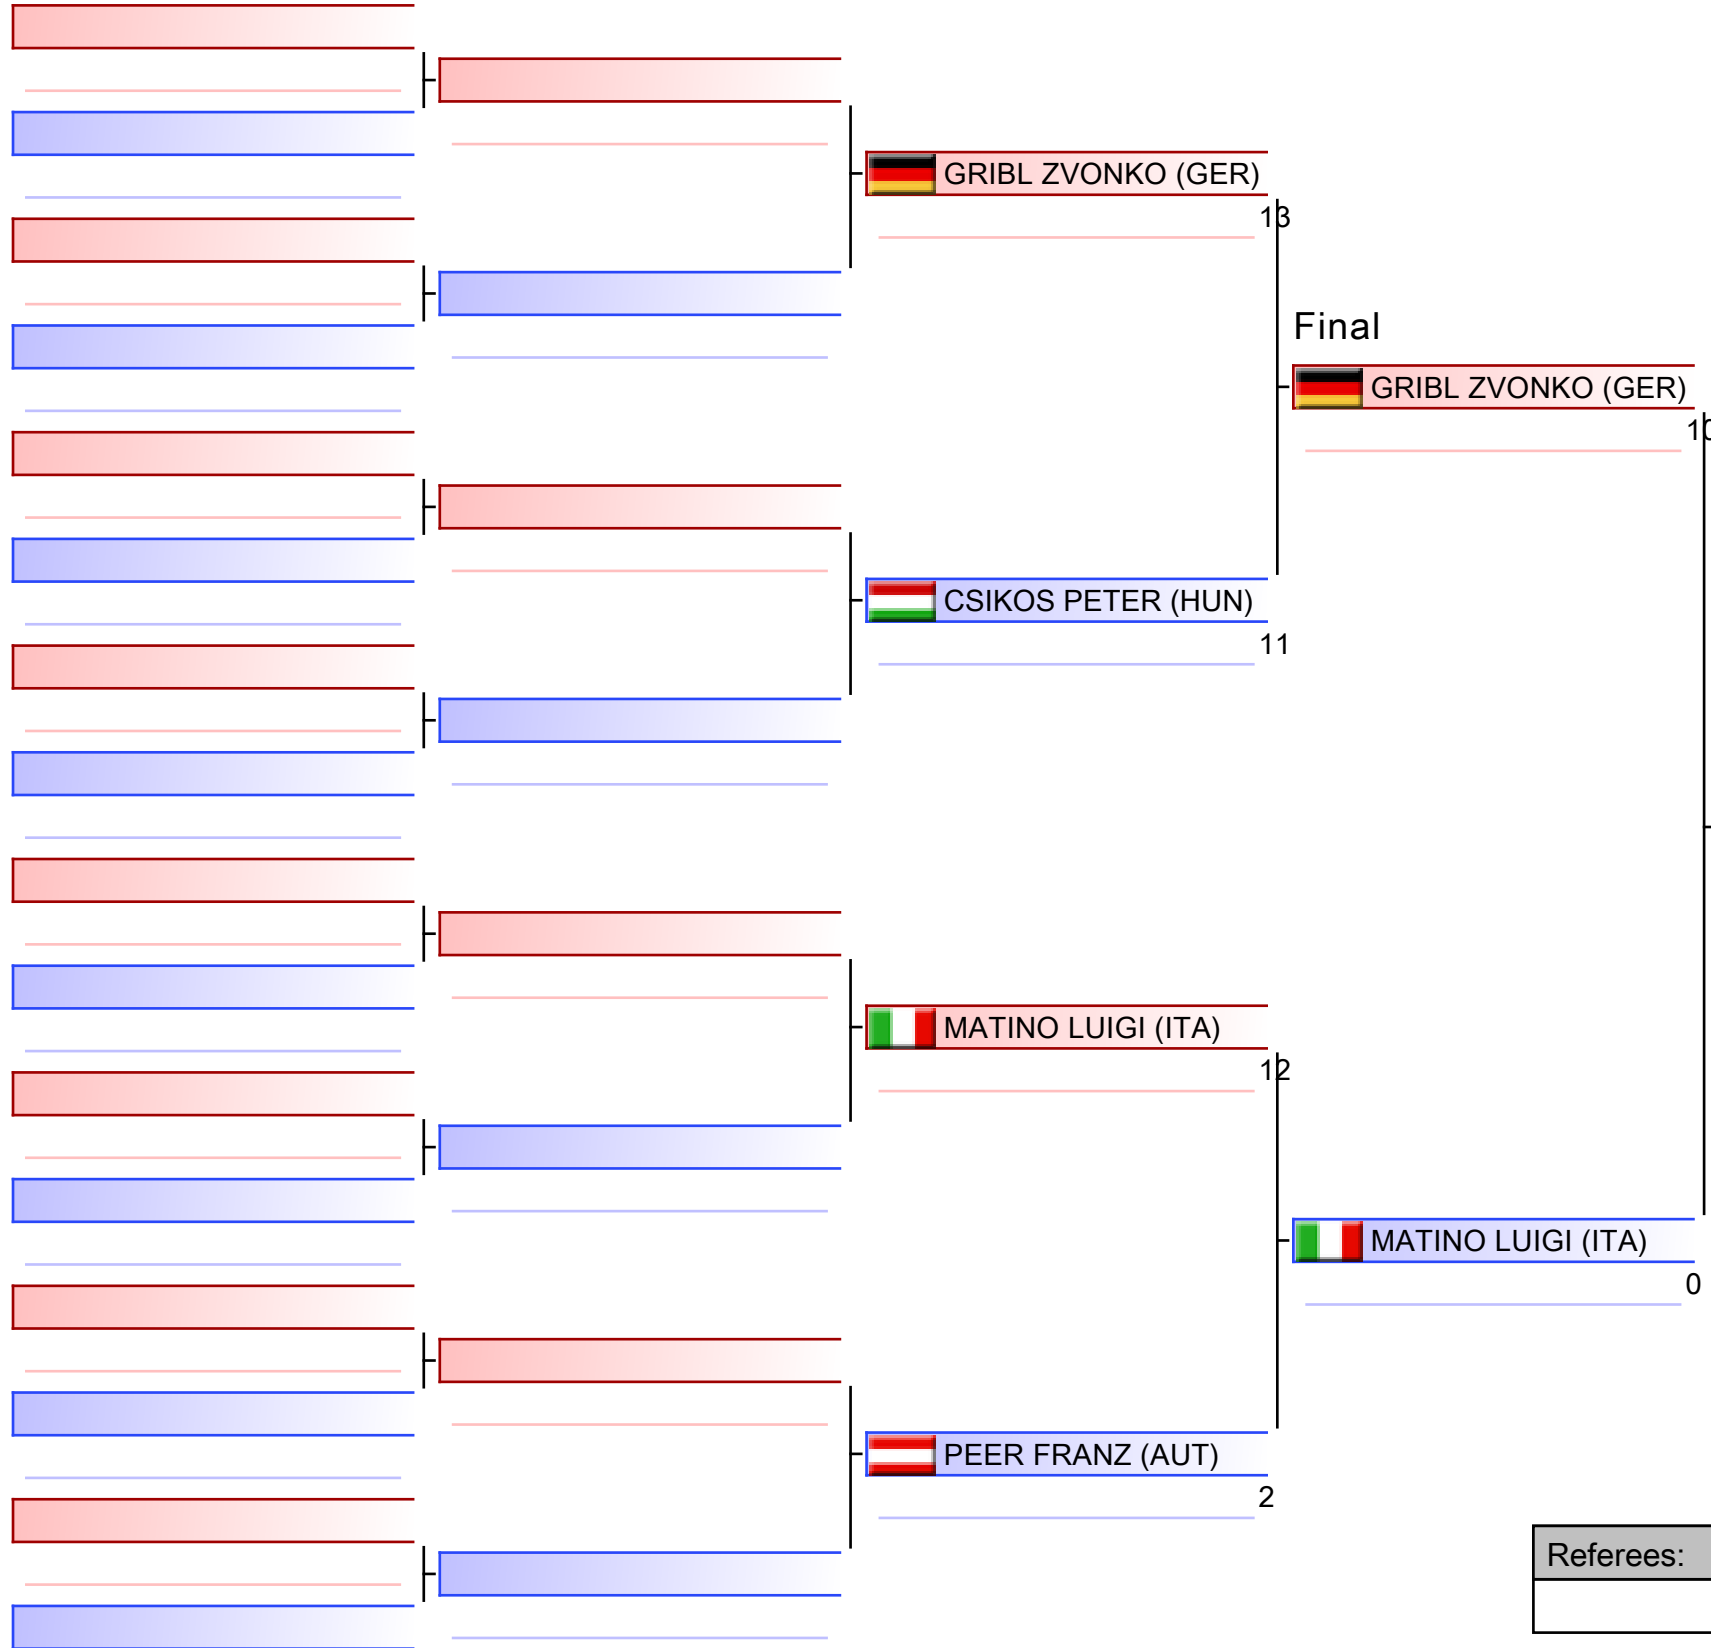 GRIBL ZVONKO (GER)
13
Final
GRIBL ZVONKO (GER)
10
CSIKOS PETER (HUN)
11
MATINO LUIGI (ITA)
12
MATINO LUIGI (ITA)
0
PEER FRANZ (AUT)
2
Referees: